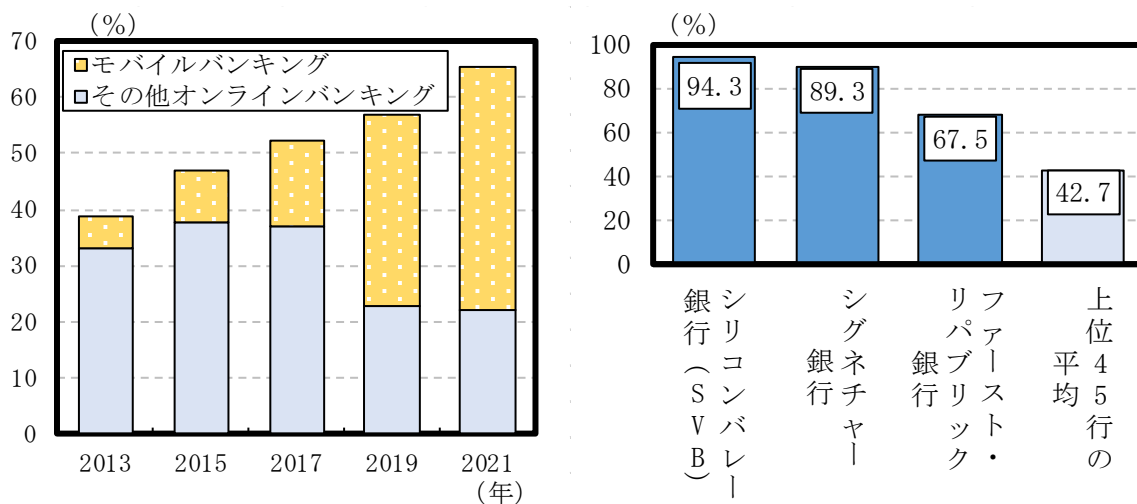 （%）
70
60
50
40
30
20
10
0
モバイルバンキング
その他オンラインバンキング
2013
2015
2017
2019
2021
（年）
（%）
100
80
60
40
20
0
94.3
89.3
67.5
42.7
シリコンバレー
銀行（SVB）
シグネチャー
銀行
ファースト・
リパブリック
銀行
上位45行の
平均